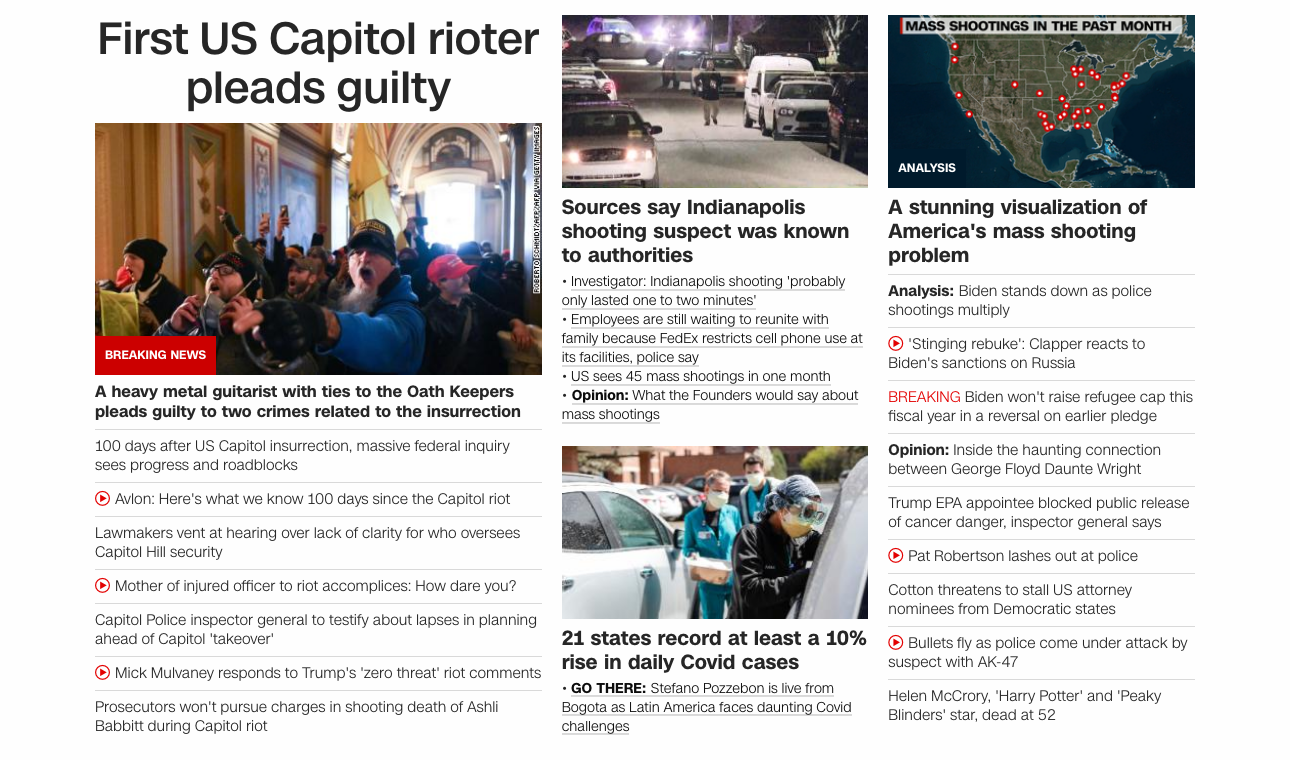 First US Capitol rioter
pleads guilty
ROBERTO SCHMIDT/AFP/AFP VIA GETTY IMAGES
BREAKING NEWS
A heavy metal guitarist with ties to the Oath Keepers
pleads guilty to two crimes related to the insurrection
100 days after US Capitol insurrection, massive federal inquiry
sees progress and roadblocks
Avlon: Here's what we know 100 days since the Capitol riot
Lawmakers vent at hearing over lack of clarity for who oversees
Capitol Hill security
Mother of injured officer to riot accomplices: How dare you?
Capitol Police inspector general to testify about lapses in planning
ahead of Capitol 'takeover'
Mick Mulvaney responds to Trump's 'zero threat' riot comments
Prosecutors won't pursue charges in shooting death of Ashli
Babbitt during Capitol riot
Sources say Indianapolis
shooting suspect was known
to authorities
• Investigator: Indianapolis shooting 'probably
only lasted one to two minutes'
• Employees are still waiting to reunite with
family because FedEx restricts cell phone use at
its facilities, police say
• US sees 45 mass shootings in one month
• Opinion: What the Founders would say about
mass shootings
21 states record at least a 10%
rise in daily Covid cases
• GO THERE: Stefano Pozzebon is live from
Bogota as Latin America faces daunting Covid
challenges
MASS SHOOTINGS IN THE PAST MONTH
ANALYSIS
A stunning visualization of
America's mass shooting
problem
Analysis: Biden stands down as police
shootings multiply
'Stinging rebuke': Clapper reacts to
Biden's sanctions on Russia
BREAKING Biden won't raise refugee cap this
fiscal year in a reversal on earlier pledge
Opinion: Inside the haunting connection
between George Floyd Daunte Wright
Trump EPA appointee blocked public release
of cancer danger, inspector general says
Pat Robertson lashes out at police
Cotton threatens to stall US attorney
nominees from Democratic states
Bullets fly as police come under attack by
suspect with AK-47
Helen McCrory, 'Harry Potter' and 'Peaky
Blinders' star, dead at 52